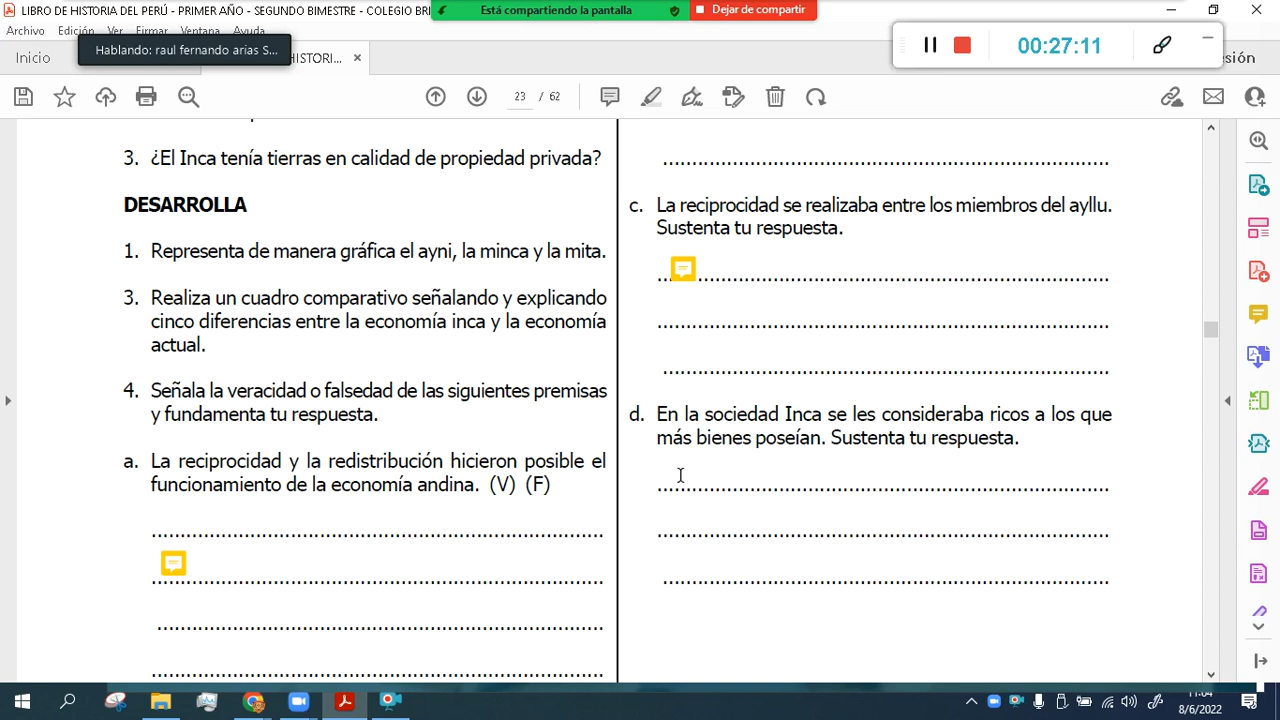 LIBRO DE HISTORIA DEL PERÚ - PRIMER AÑO - SEGUNDO BIMESTRE - COLEGIO BRI
Está compartiendo la pantalla
Dejar de compartir
Archivo Edición Ver Firmar Ventana Ayuda
Hablando: raul fernando arias S...
00:27:11
Inicio
HISTORI...
sión
23 / 62
3. ¿El Inca tenía tierras en calidad de propiedad privada?
DESARROLLA
1. Representa de manera gráfica el ayni, la minca y la mita.
3. Realiza un cuadro comparativo señalando y explicando
cinco diferencias entre la economía inca y la economía
actual.
4. Señala la veracidad o falsedad de las siguientes premisas
y fundamenta tu respuesta.
a. La reciprocidad y la redistribución hicieron posible el
funcionamiento de la economía andina. (V) (F)
c. La reciprocidad se realizaba entre los miembros del ayllu.
Sustenta tu respuesta.
d. En la sociedad Inca se les consideraba ricos a los que
más bienes poseían. Sustenta tu respuesta.
11:04
8/6/2022